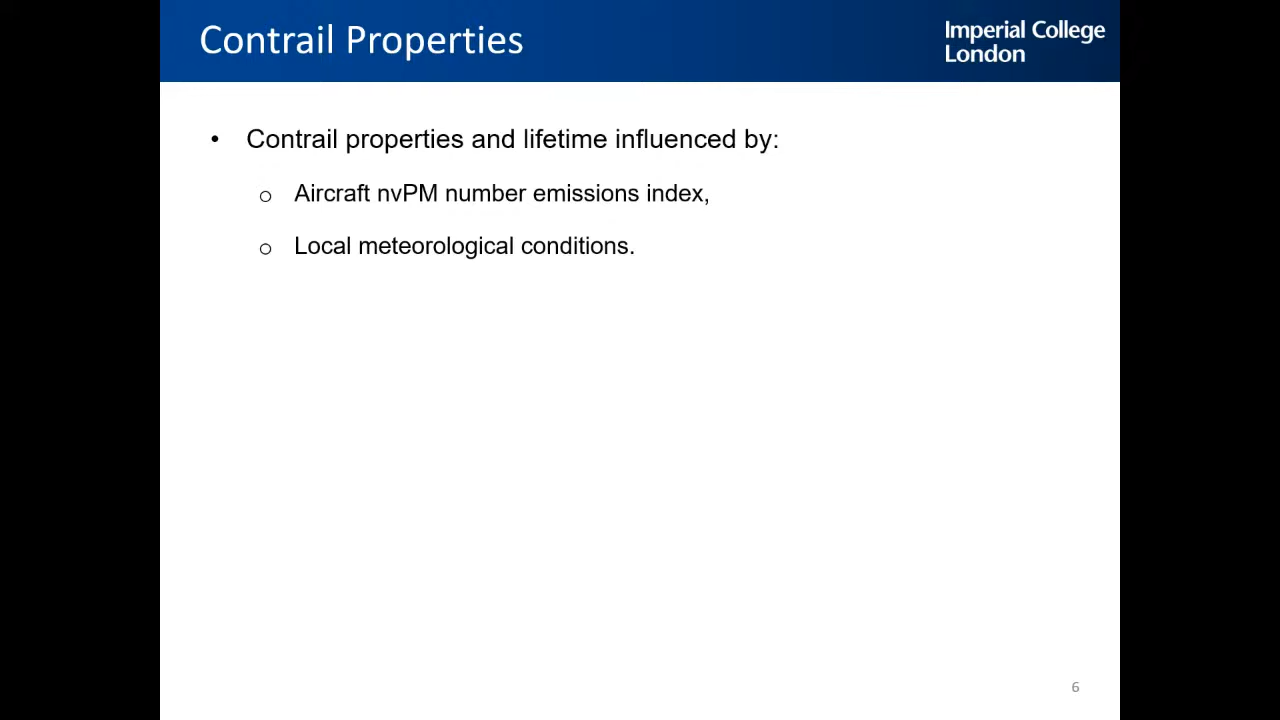 Contrail Properties
Imperial College
London
• Contrail properties and lifetime influenced by:
o Aircraft nvPM number emissions index,
o Local meteorological conditions.
6